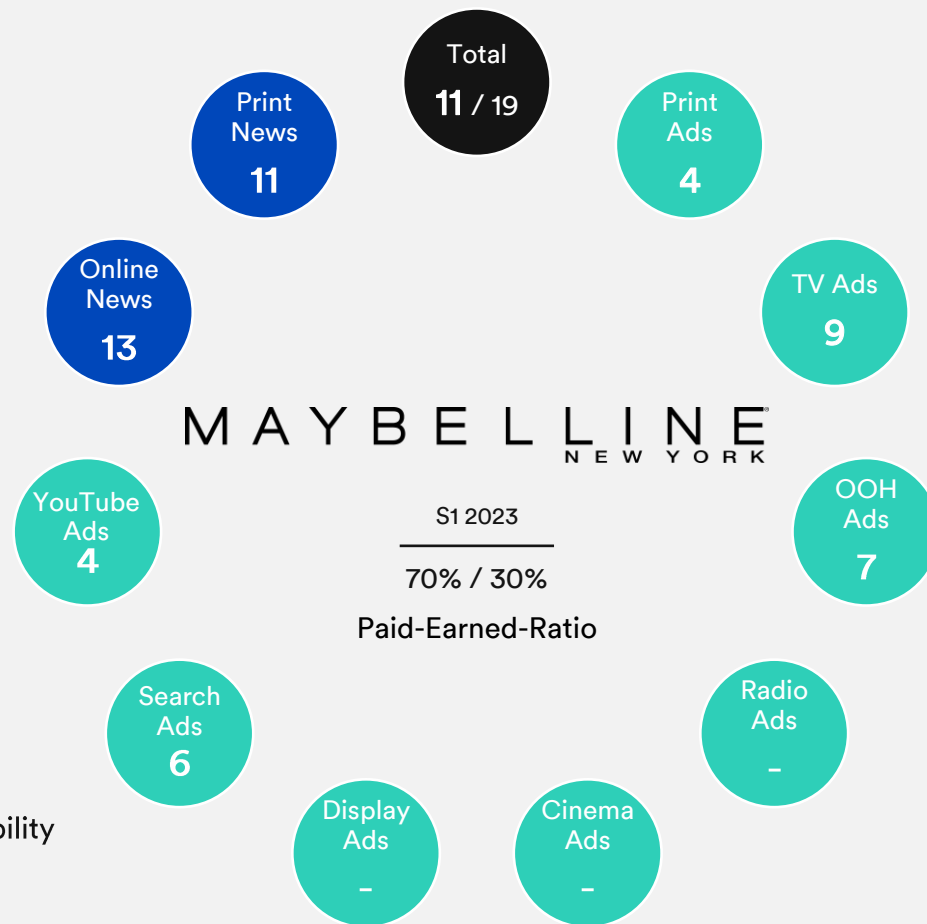 Total
11 / 19
Print
News
11
Print
Ads
4
Online
News
13
TV Ads
9
MAYBELLINE
NEW YORK
YouTube
Ads
4
S1 2023
70% / 30%
Paid-Earned-Ratio
OOH
Ads
7
Search
Ads
6
Radio
Ads
-
bility
Display
Ads
-
Cinema
Ads
-